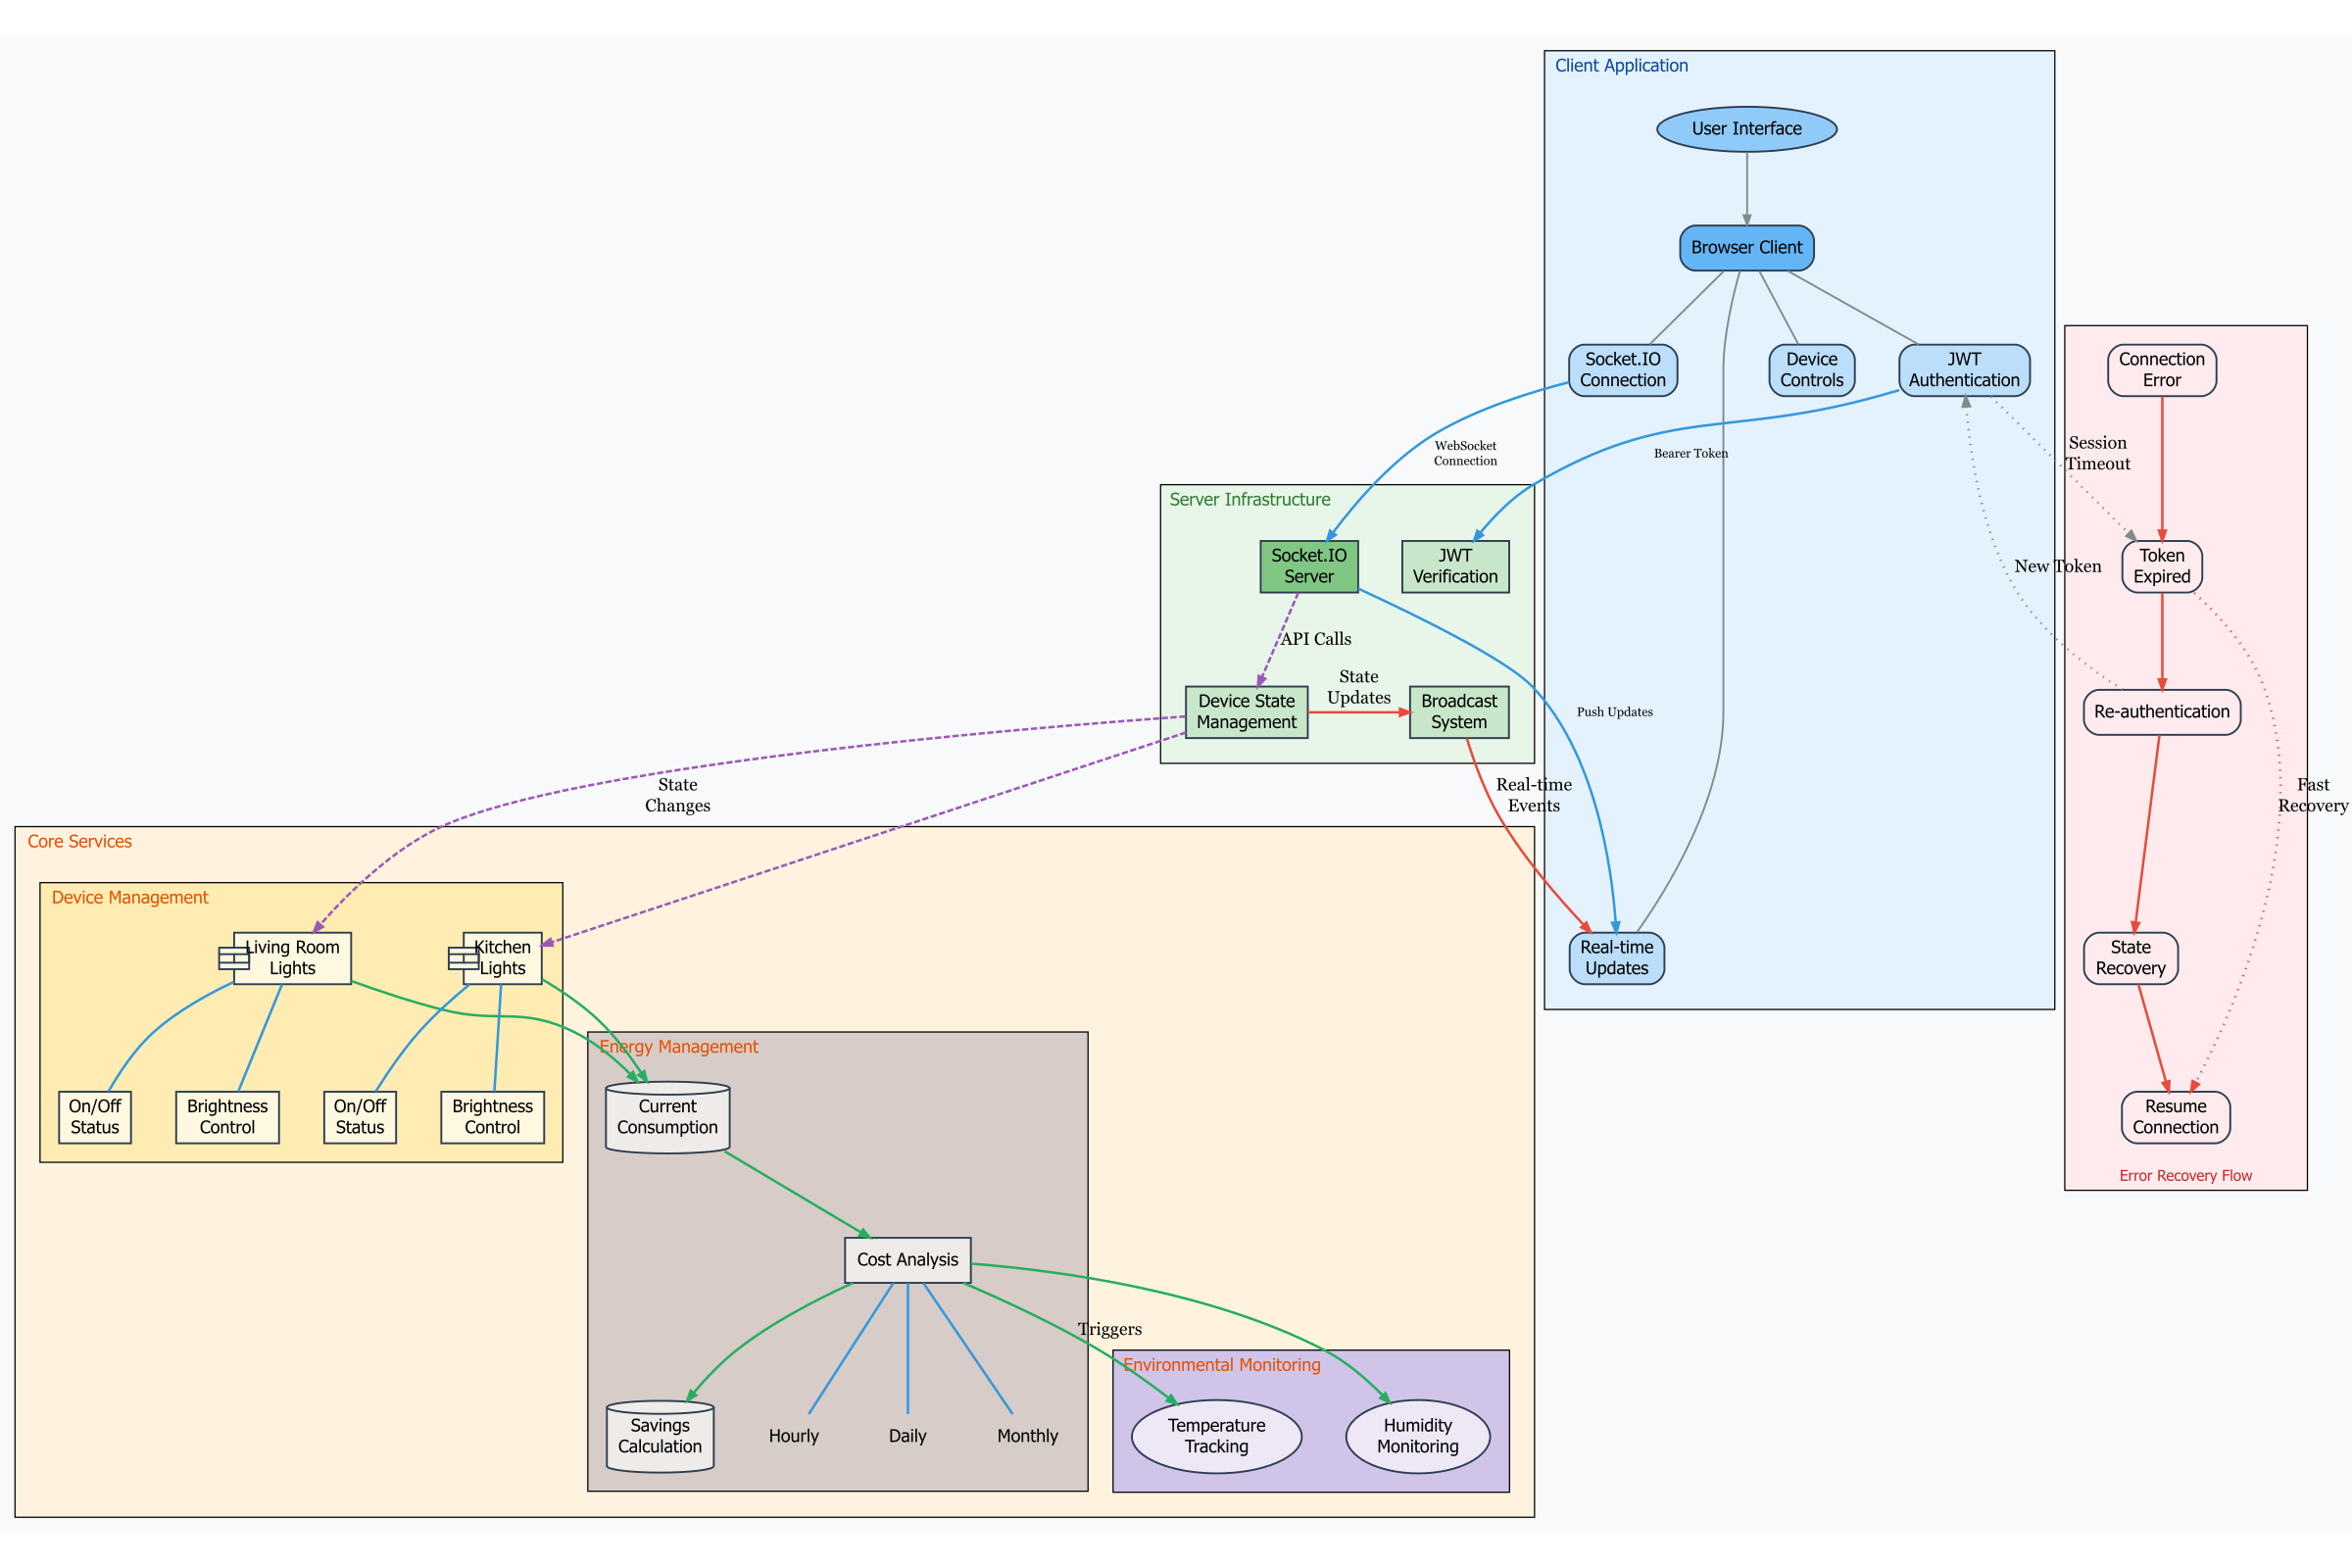 Client Application
User Interface
Browser Client
Socket.IO
Connection
Device
Controls
JWT
Authentication
Connection
Error
Session
Timeout
WebSocket
Connection
Bearer Token
Server Infrastructure
Socket.IO
Server
JWT
Verification
Token
Expired
New Token
API Calls
State
Updates
Device State
Management
Broadcast
System
Push Updates
Re-authentication
State
Changes
Real-time
Events
Fast
Recovery
Core Services
Device Management
Living Room
Lights
Kitchen
Lights
Real-time
Updates
State
Recovery
Energy Management
On/Off
Status
Brightness
Control
On/Off
Status
Brightness
Control
Current
Consumption
Resume
Connection
Error Recovery Flow
Cost Analysis
Triggers
Environmental Monitoring
Savings
Calculation
Hourly
Daily
Monthly
Temperature
Tracking
Humidity
Monitoring